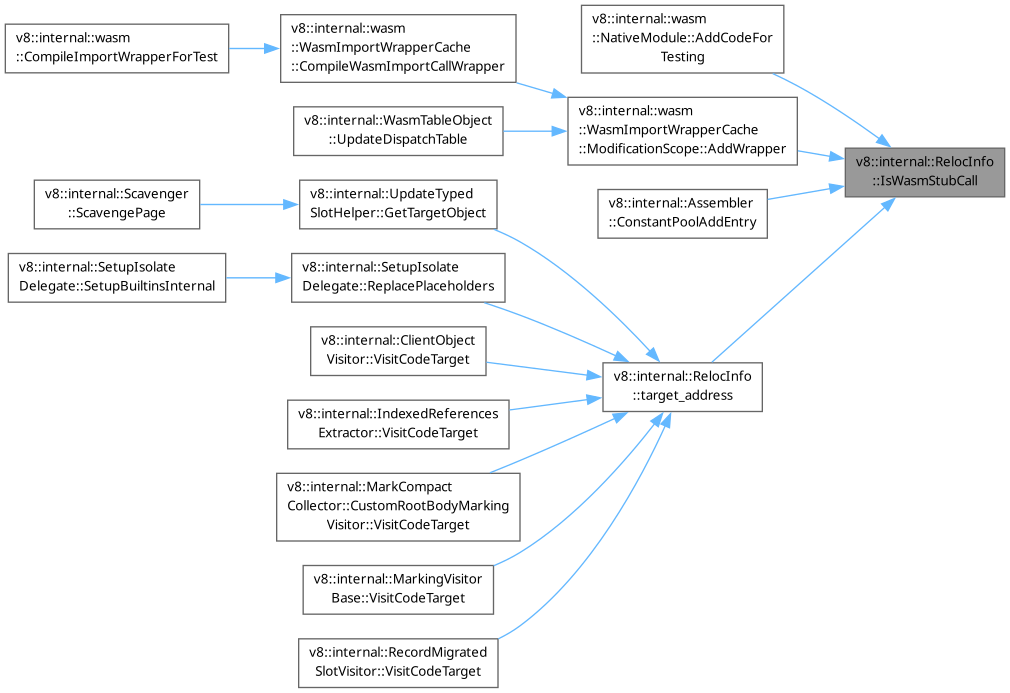 v8::internal::wasm
::CompileImportWrapperForTest
v8::internal::wasm
::WasmImportWrapperCache
::CompileWasmImportCallWrapper
v8::internal::wasm
::NativeModule::AddCodeFor
Testing
v8::internal::WasmTableObject
::UpdateDispatchTable
v8::internal::wasm
::WasmImportWrapperCache
::ModificationScope::AddWrapper
v8::internal::RelocInfo
::IsWasmStubCall
v8::internal::Scavenger
::ScavengePage
v8::internal::UpdateTyped
SlotHelper::GetTargetObject
v8::internal::Assembler
::ConstantPoolAddEntry
v8::internal::SetupIsolate
Delegate::SetupBuiltinsInternal
v8::internal::SetupIsolate
Delegate::ReplacePlaceholders
v8::internal::ClientObject
Visitor::VisitCodeTarget
v8::internal::RelocInfo
::target_address
v8::internal::IndexedReferences
Extractor::VisitCodeTarget
v8::internal::MarkCompact
Collector::CustomRootBodyMarking
Visitor::VisitCodeTarget
v8::internal::MarkingVisitor
Base::VisitCodeTarget
v8::internal::RecordMigrated
SlotVisitor::VisitCodeTarget